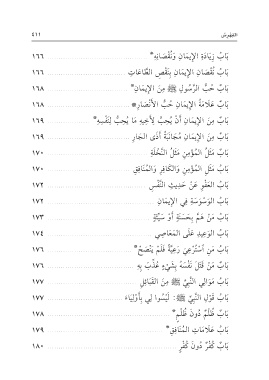 الفهرس ٤١١
بَابُ زِيَادَةِ الإِيمَانِ وَنُقْصَانِهِ* ١٦٦
بَابُ نُقْصَانِ الإِيمَانِ بِنَقْصِ الطَّاعَاتِ ١٦٦
بَابُ حُبِّ الرَّسُولِ ﷺ مِنَ الإِيمَانِ* ١٦٨
بَابُ عَلَامَةُ الإِيمَانِ حُبُّ الأَنْصَارِ* ١٦٨
بَابٌ مِنَ الإِيمَانِ أَنْ يُحِبَّ لِأَخِيهِ مَا يُحِبُّ لِنَفْسِهِ* ١٦٩
بَابٌ مِنَ الإِيمَانِ مُجَانَبَةُ أَذَى الجَارِ ١٦٩
بَابُ مَثَلُ المُؤْمِنِ مَثَلُ النَّخْلَةِ ١٧٠
بَابُ مَثَلِ المُؤْمِنِ وَالكَافِرِ وَالمُنَافِقِ ١٧٠
بَابُ العَفْوِ عَنْ حَدِيثِ النَّفْسِ ١٧٢
بَابُ الوَسْوَسَةِ فِي الإِيمَانِ ١٧٢
بَابُ مَنْ هَمَّ بِحَسَنَةٍ أَوْ سَيِّئَةٍ ١٧٣
بَابُ الوَعِيدِ عَلَى المَعَاصِي ١٧٤
بَابُ مَنِ اسْتُرْعِيَ رَعِيَّةً فَلَمْ يَنْصَحْ* ١٧٦
بَابُ مَنْ قَتَلَ نَفْسَهُ بِشَيْءٍ عُذِّبَ بِهِ ١٧٦
بَابُ مَوَالِي النَّبِيِّ ﷺ مِنَ القَبَائِلِ ١٧٧
بَابُ قَوْلِ النَّبِيِّ ﷺ: لَيْسُوا لِي بِأَوْلِيَاءَ ١٧٧
بَابُ ظُلْمٌ دُونَ ظُلْمٍ* ١٧٨
بَابُ عَلَامَاتِ المُنَافِقِ* ١٧٩
بَابُ كُفْرٌ دُونَ كُفْرٍ ١٨٠